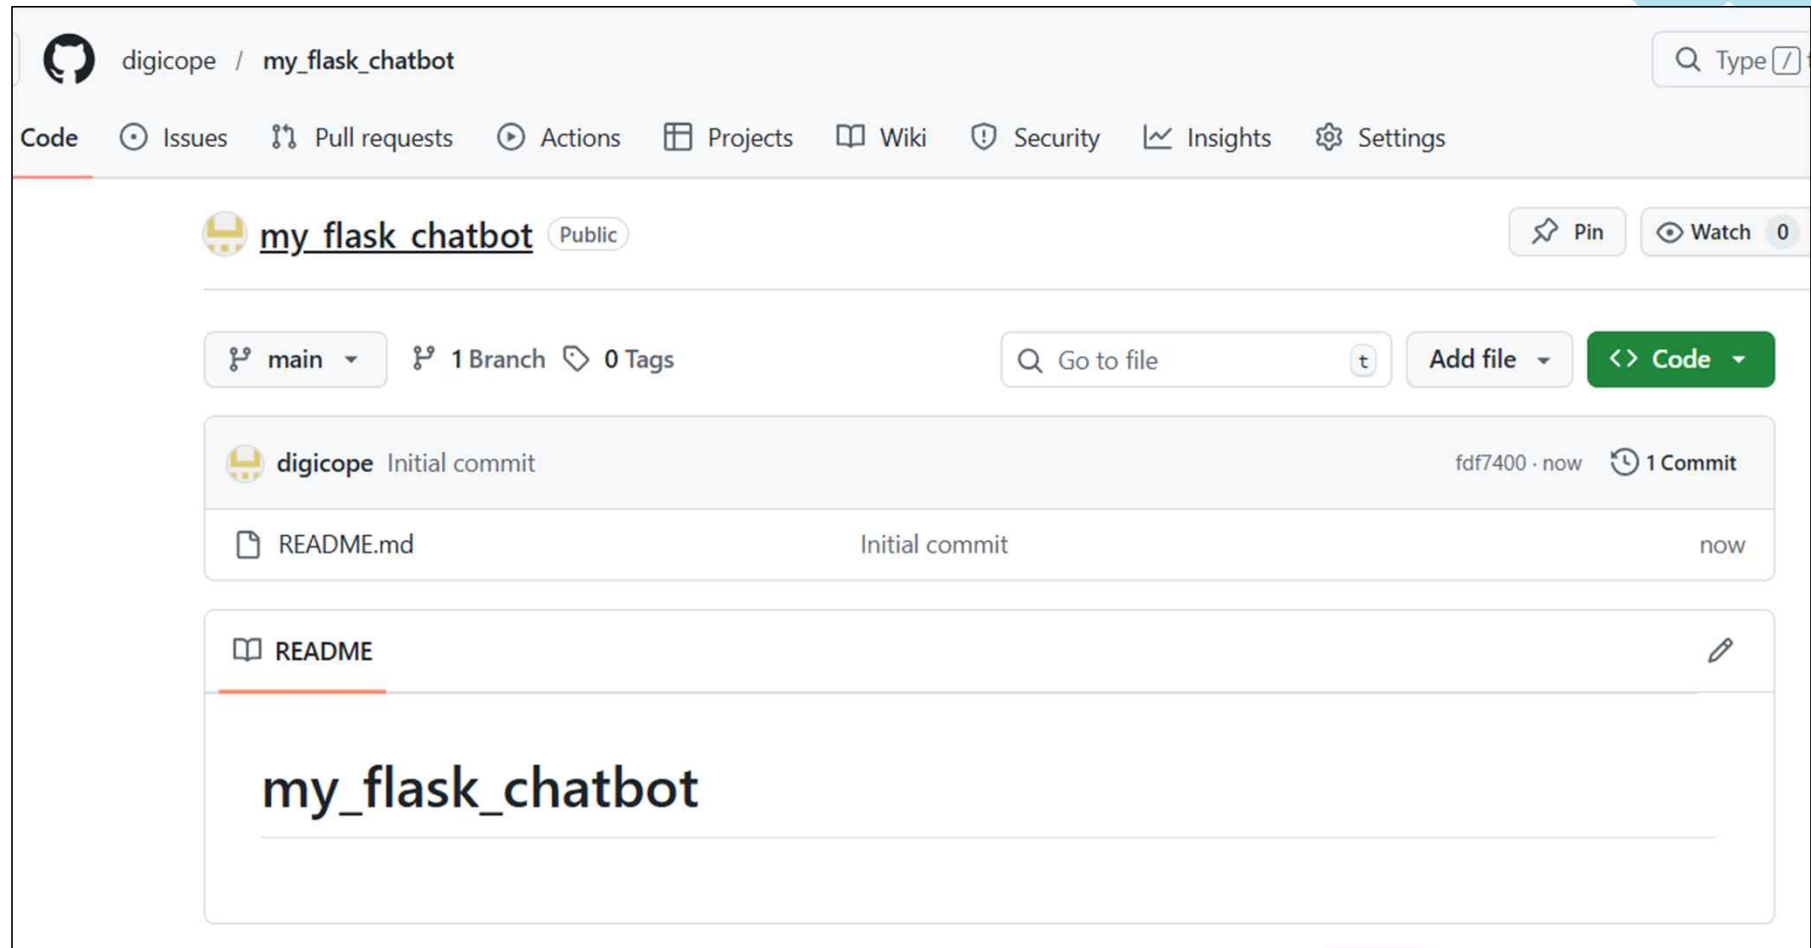 digicope / my_flask_chatbot
Type /
Code Issues Pull requests Actions Projects Wiki Security Insights Settings
my_flask_chatbot Public
Pin Watch 0
main 1 Branch 0 Tags Go to file t Add file Code
digicope Initial commit fdf7400 · now 1 Commit
README.md Initial commit now
README
my_flask_chatbot